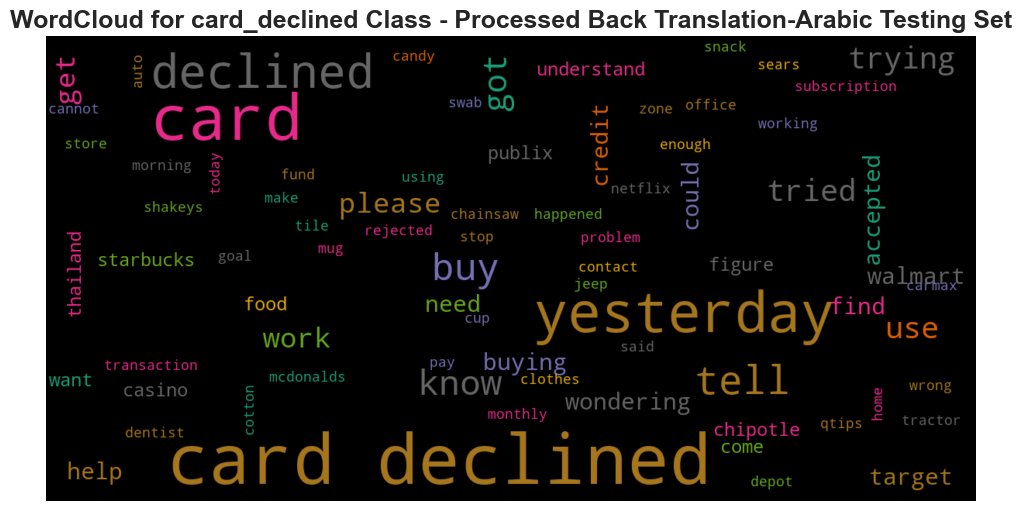 WordCloud for card_declined Class - Processed Back Translation-Arabic Testing Set
get
auto
declined
candy
got
understand
snack
sears
trying
subscription
cannot
card
swab
credit
zone
office
working
store
morning
today
fund
using
publix
enough
could
accepted
shakeys
make
please
netflix
tried
tile
chainsaw
happened
thailand
starbucks
goal
mug
rejected
stop
problem
buy
contact
figure
walmart
jeep
carmax
food
need
cup
yesterday
find
use
work
said
transaction
pay
buying
want
casino
mcdonalds
know
clothes
tell
wrong
cotton
monthly
wondering
home
dentist
chipotle
qtips
tractor
card declined
come
help
depot
target